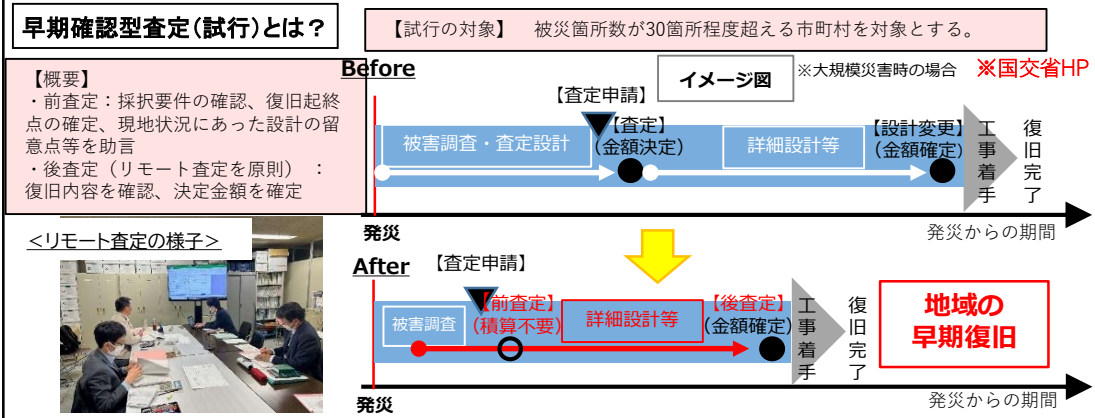 早期確認型査定(試行)とは？
【試行の対象】　被災箇所数が30箇所程度超える市町村を対象とする。
【概要】
・前査定：採択要件の確認、復旧起終
点の確定、現地状況にあった設計の留
意点等を助言
・後査定（リモート査定を原則）：
復旧内容を確認、決定金額を確定
＜リモート査定の様子＞
Before
イメージ図
※大規模災害時の場合
※国交省HP
【査定申請】
被害調査・査定設計
【査定】
(金額決定)
詳細設計等
【設計変更】
(金額確定)
工事着手
復旧完了
発災
発災からの期間
After
【査定申請】
被害調査
【前査定】
(積算不要)
詳細設計等
【後査定】
(金額確定)
工事着手
復旧完了
地域の
早期復旧
発災
発災からの期間